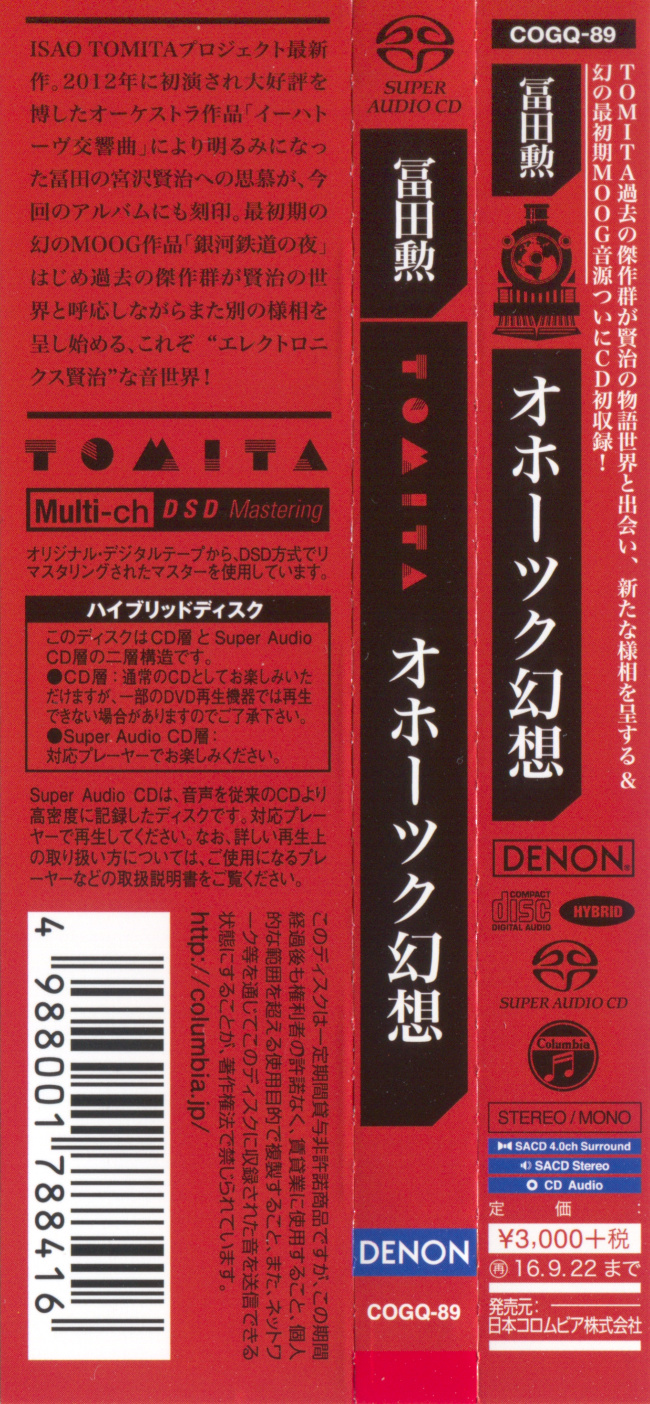 ISAO TOMITAプロジェクト最新
作。2012年に初演され大好評を
博したオーケストラ作品「イーハト
ーヴ交響曲」により明るみになっ
た冨田の宮沢賢治への思慕が、今
回のアルバムにも刻印。最初期の
幻のMOOG作品「銀河鉄道の夜」
はじめ過去の傑作群が賢治の世
界と呼応しながらまた別の様相を
呈し始める、これぞ “エレクトロニ
クス賢治”な音世界!
TOMITA
Multi-ch DSD Mastering
オリジナル・デジタルテープから、DSD方式でリ
マスタリングされたマスターを使用しています。
ハイブリッドディスク
このディスクはCD層 と Super Audio
CD層の二層構造です。
●CD層:通常のCDとしてお楽しみいた
だけますが、一部のDVD再生機器では再生
できない場合がありますのでご了承下さい。
●Super Audio CD層:
対応プレーヤーでお楽しみください。
Super Audio CDは、音声を従来のCDより
高密度に記録したディスクです。対応プレー
ヤーで再生してください。なお、詳しい再生上
の取り扱い方については、ご使用になるプレ
ーヤーなどの取扱説明書をご覧ください。
このディスクは一定期間貸与非許諾商品ですが、この期間
経過後も権利者の許諾なく、賃貸業に使用すること、個人
的な範囲を超える使用目的で複製すること、また、ネットワ
ーク等を通じてこのディスクに収録された音を送信できる
状態にすることが、著作権法で禁じられています。
http://columbia.jp/
4 988001 788416
SUPER
AUDIO CD
冨田勲
TOMITA
オホーツク幻想
DENON
COGQ-89
COGQ-89
TOMITA過去の傑作群が賢治の物語世界と出会い、新たな様相を呈する &
幻の最初期MOOG音源ついにCD初収録!
冨田勲
オホーツク幻想
DENON®
COMPACT
disc
DIGITAL AUDIO
HYBRID
SUPER AUDIO CD
Columbia
STEREO / MONO
SACD 4.0ch Surround
SACD Stereo
CD Audio
定価:
¥3,000+税
再 16.9.22 まで
発売元:
日本コロムビア株式会社